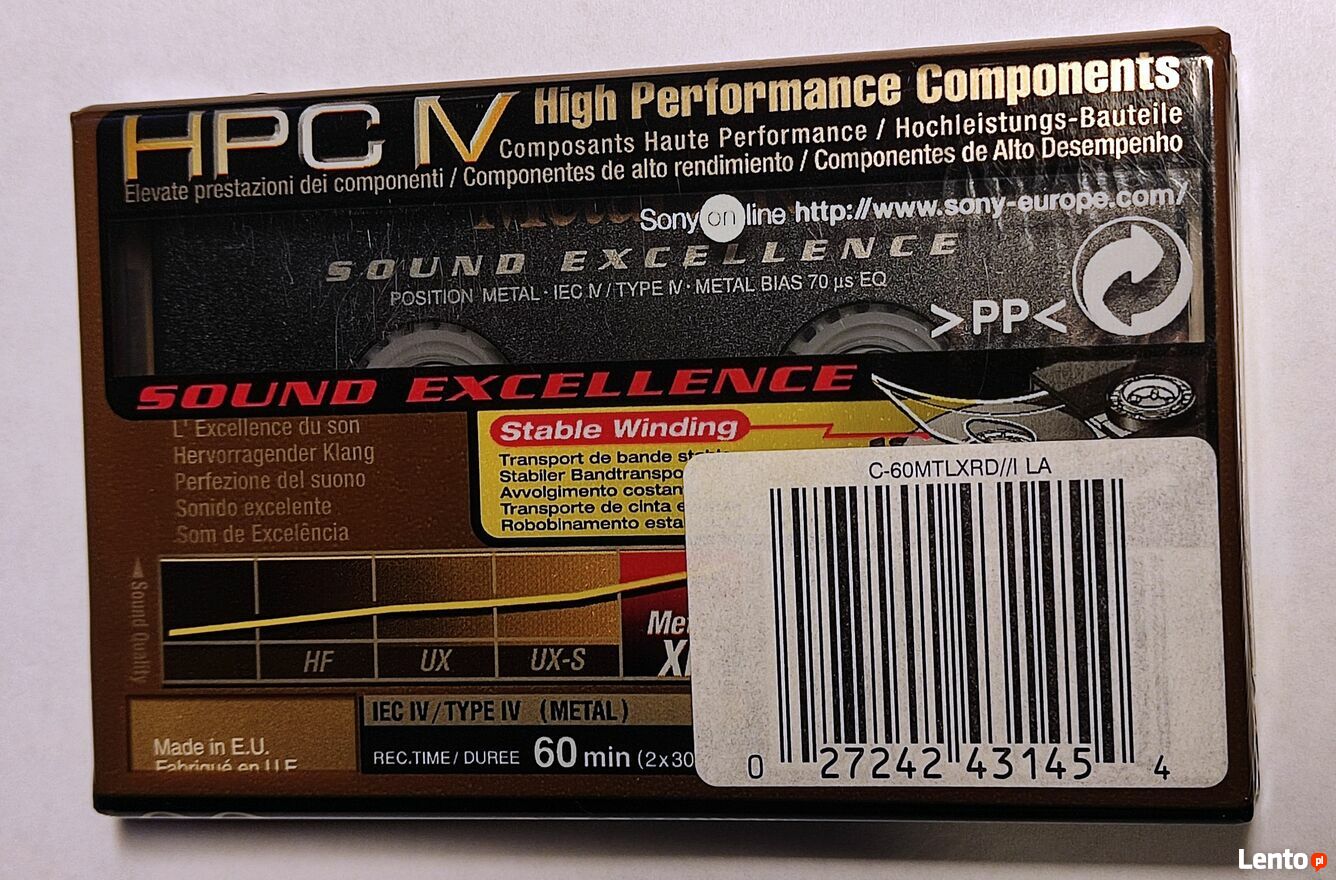 HPC IV High Performance Components
Composants Haute Performance / Hochleistungs-Bauteile
Elevate prestazioni dei componenti / Componentes de alto rendimiento / Componentes de Alto Desempenho
Sony on line http://www.sony-europe.com/
SOUND EXCELLENCE
POSITION METAL · IEC IV / TYPE IV · METAL BIAS 70 µs EQ
>PP<
SOUND EXCELLENCE
L' Excellence du son
Hervorragender Klang
Perfezione del suono
Sonido excelente
Som de Excelência
Stable Winding
Transport de bande
Stabiler
Avvolgimento
Transporte de cinta
Robobinamento
C-60MTLXRD//I LA
Sound Quality
HF
UX
UX-S
IEC IV/TYPE IV (METAL)
REC.TIME/DUREE 60 min (2x30
Made in E.U.
Fabriqué en U.E.
0 27242 43145 4
Lento pl